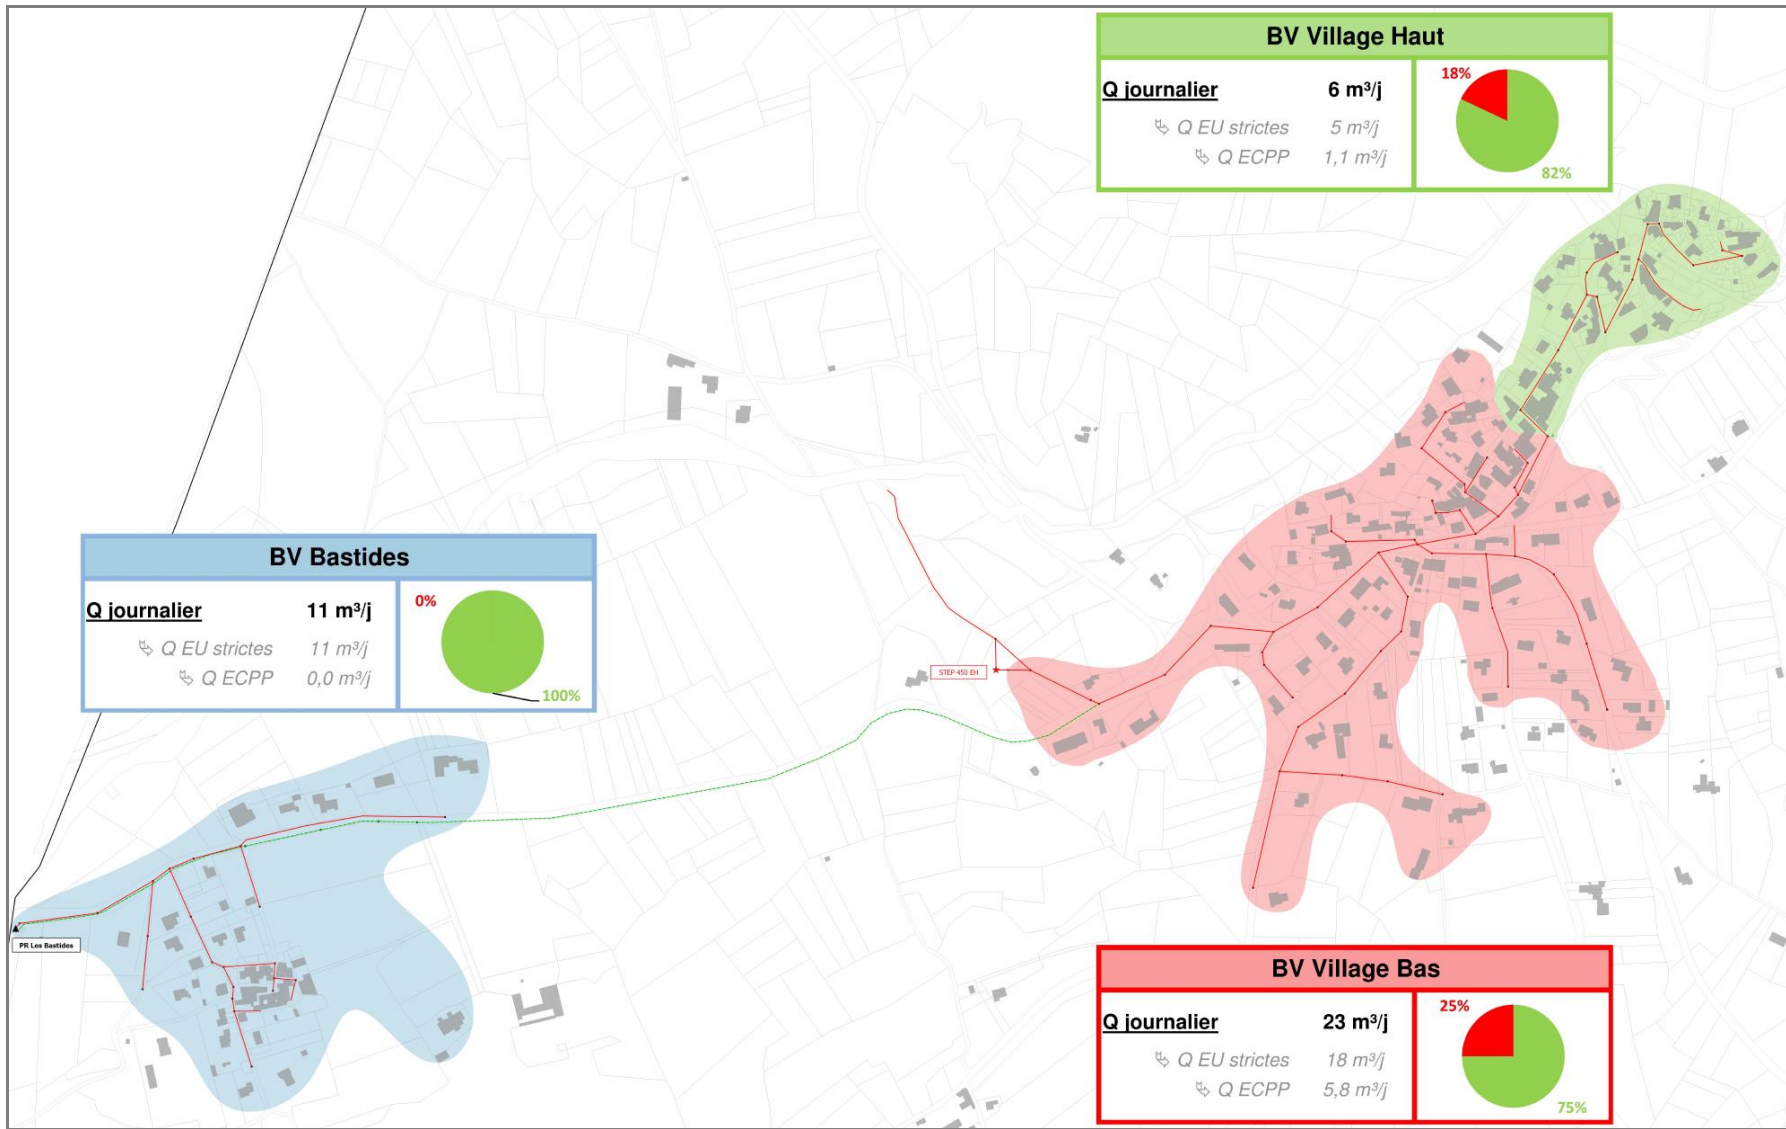 BV Village Haut
Q journalier 6 m³/j
Q EU strictes 5 m³/j
Q ECPP 1,1 m³/j
18%
82%
BV Bastides
Q journalier 11 m³/j
Q EU strictes 11 m³/j
Q ECPP 0,0 m³/j
0%
100%
STEP 450 EH
PR Les Bastides
BV Village Bas
Q journalier 23 m³/j
Q EU strictes 18 m³/j
Q ECPP 5,8 m³/j
25%
75%